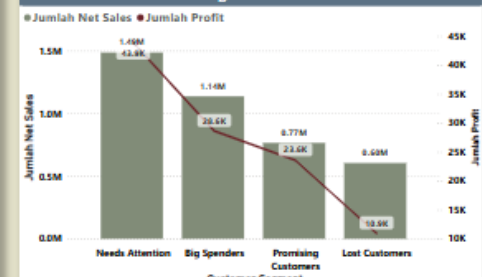 Jumlah Net Sales Jumlah Profit
1.49M
43.9K
1.14M
28.6K
0.77M
23.6K
0.60M
10.9K
1.5M
1.0M
0.5M
0.0M
45K
40K
35K
30K
25K
20K
15K
10K
Jumlah Net Sales
Jumlah Profit
Needs Attention Big Spenders Promising Customers Lost Customers